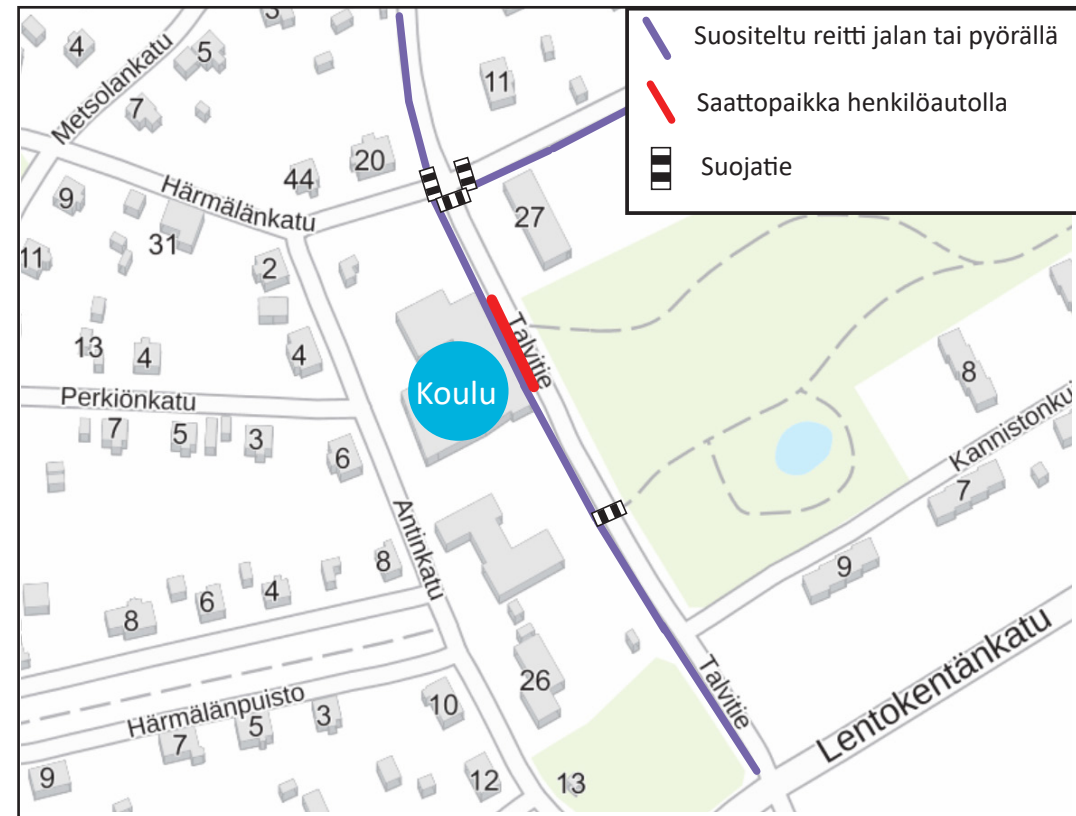 Suositeltu reitti jalan tai pyörällä
Saattopaikka henkilöautolla
Suojatie
3
4
5
11
Metsolankatu
7
20
44
9
Härmälänkatu
31
27
11
2
Talvitie
13
4
4
8
Koulu
Perkiönkatu
7
5
3
6
Kannistonku
7
Antinkatu
8
9
6
4
8
Lentokentänkatu
Talvitie
26
Härmälänpuisto
10
3
5
7
9
12
13